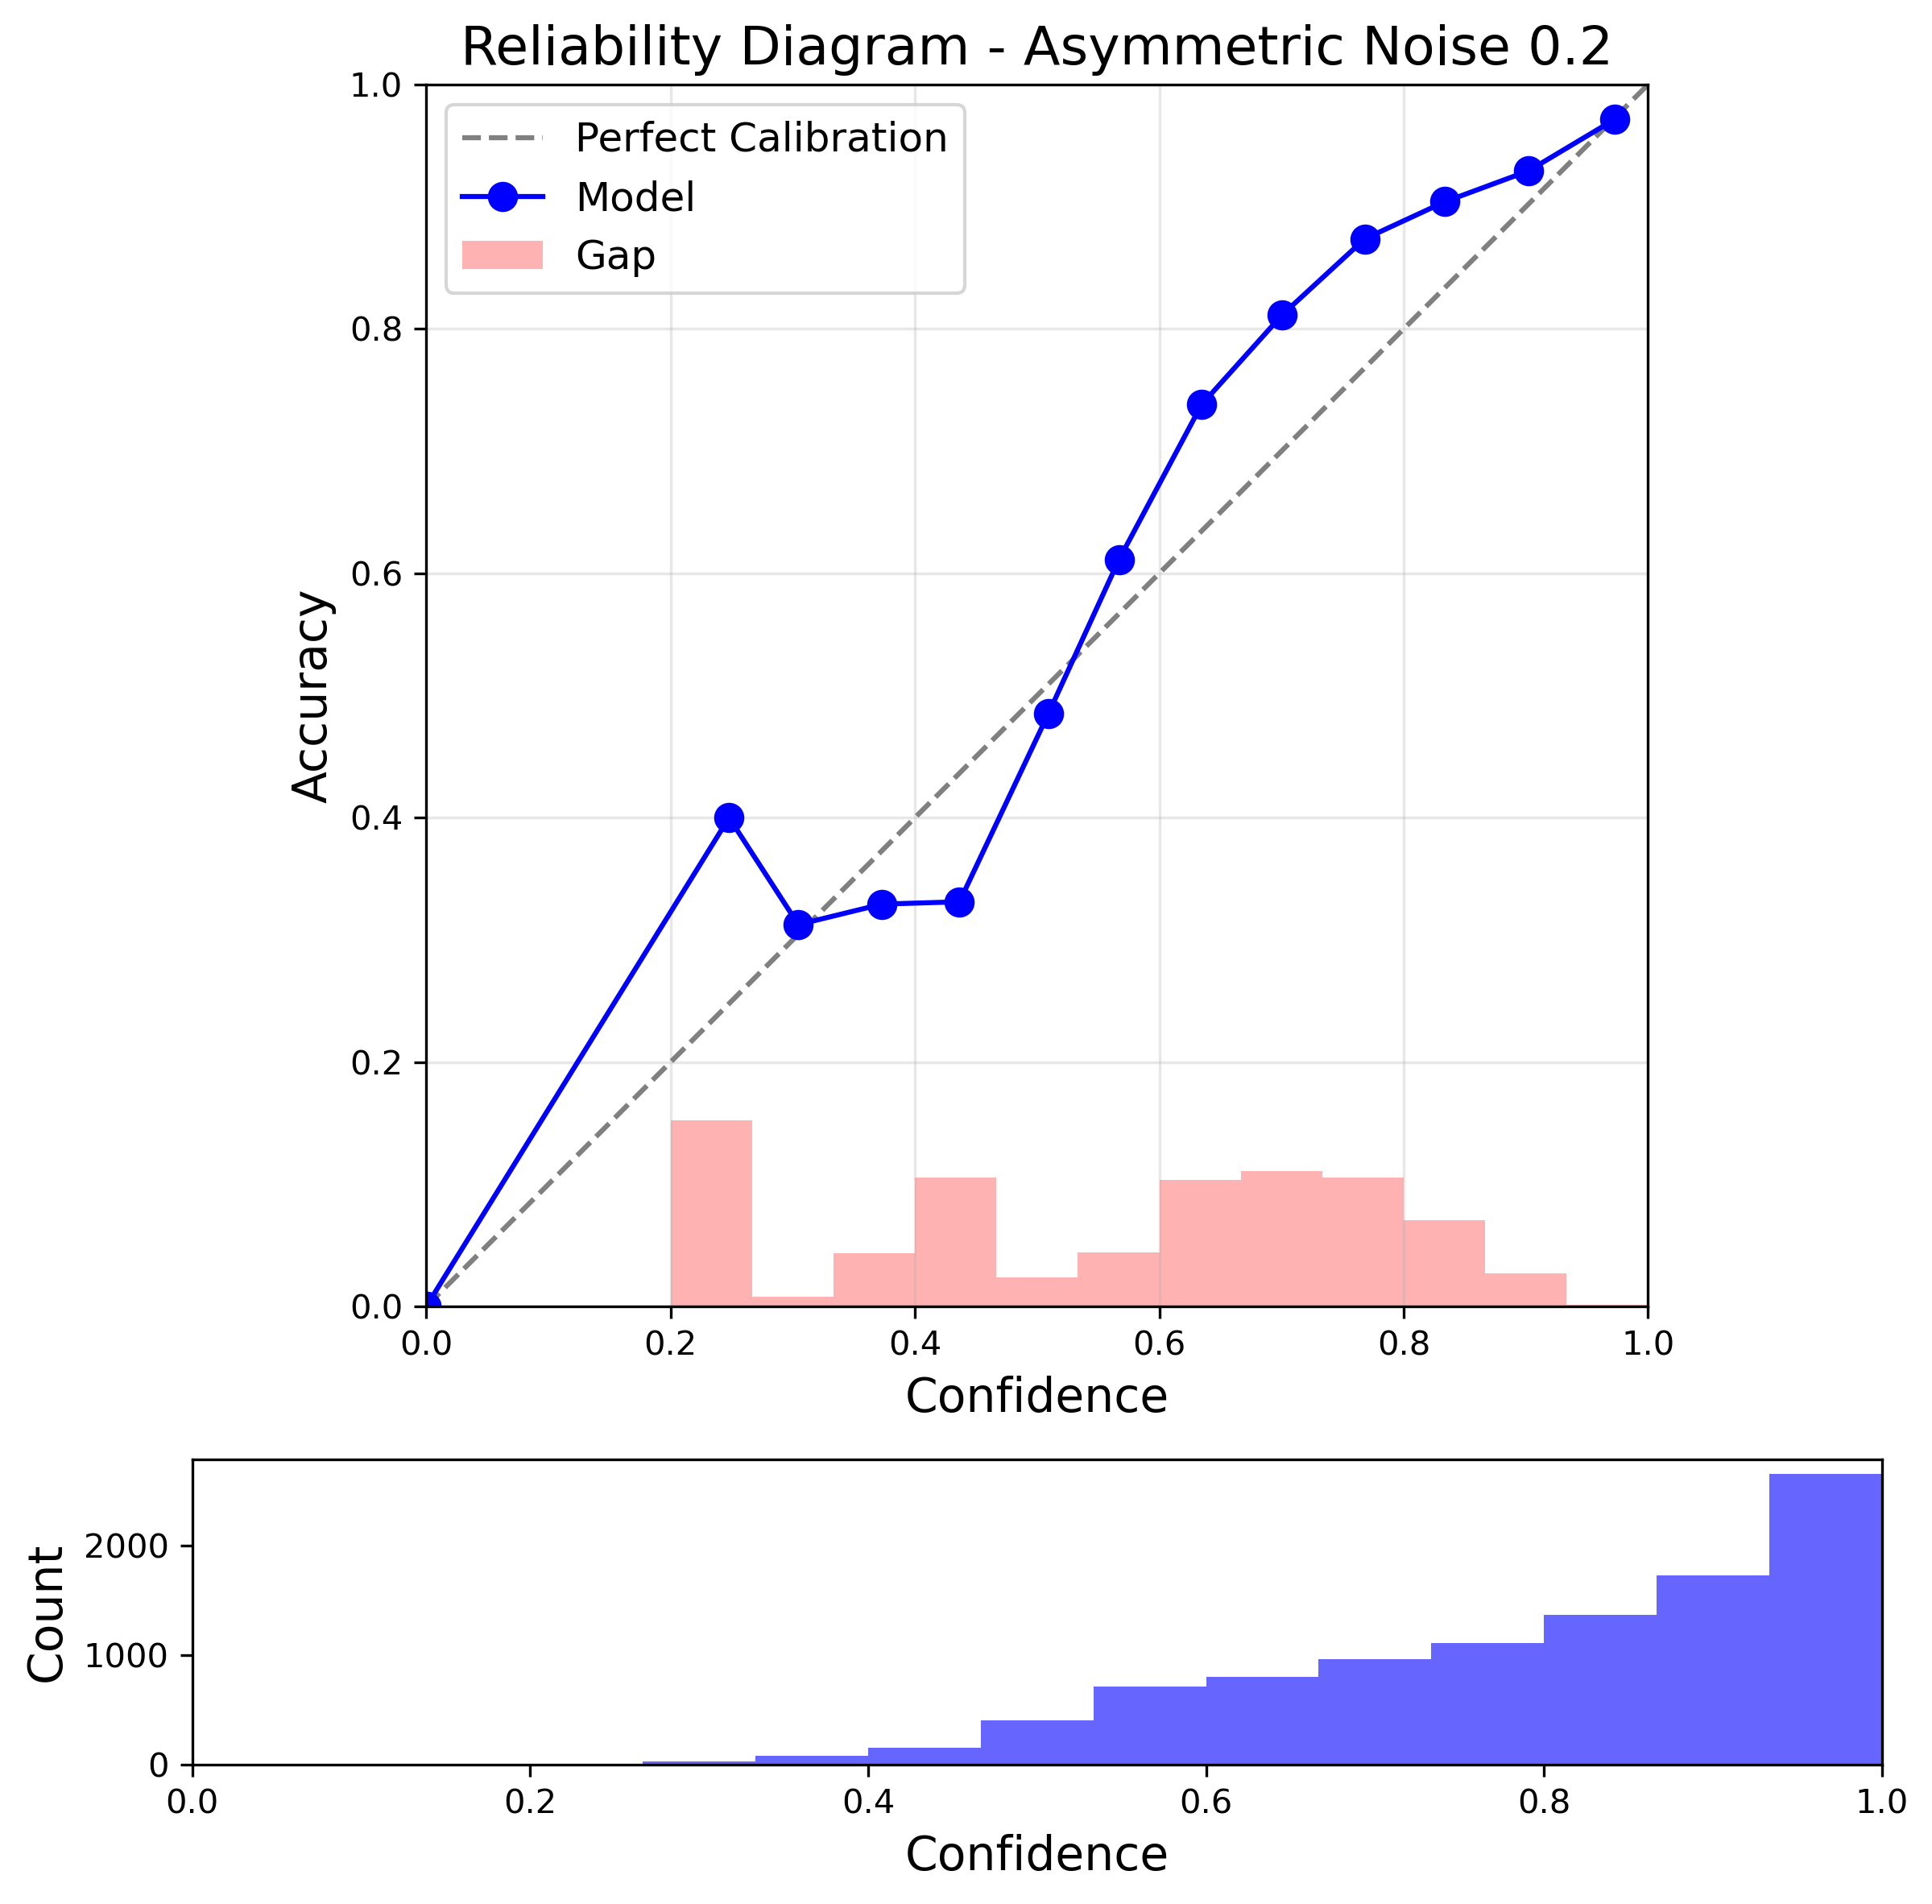 Reliability Diagram - Asymmetric Noise 0.2
Perfect Calibration
Model
Gap
Accuracy
1.0
0.8
0.6
0.4
0.2
0.0
0.0 0.2 0.4 0.6 0.8 1.0
Confidence
Count
2000
1000
0
0.0 0.2 0.4 0.6 0.8 1.0
Confidence